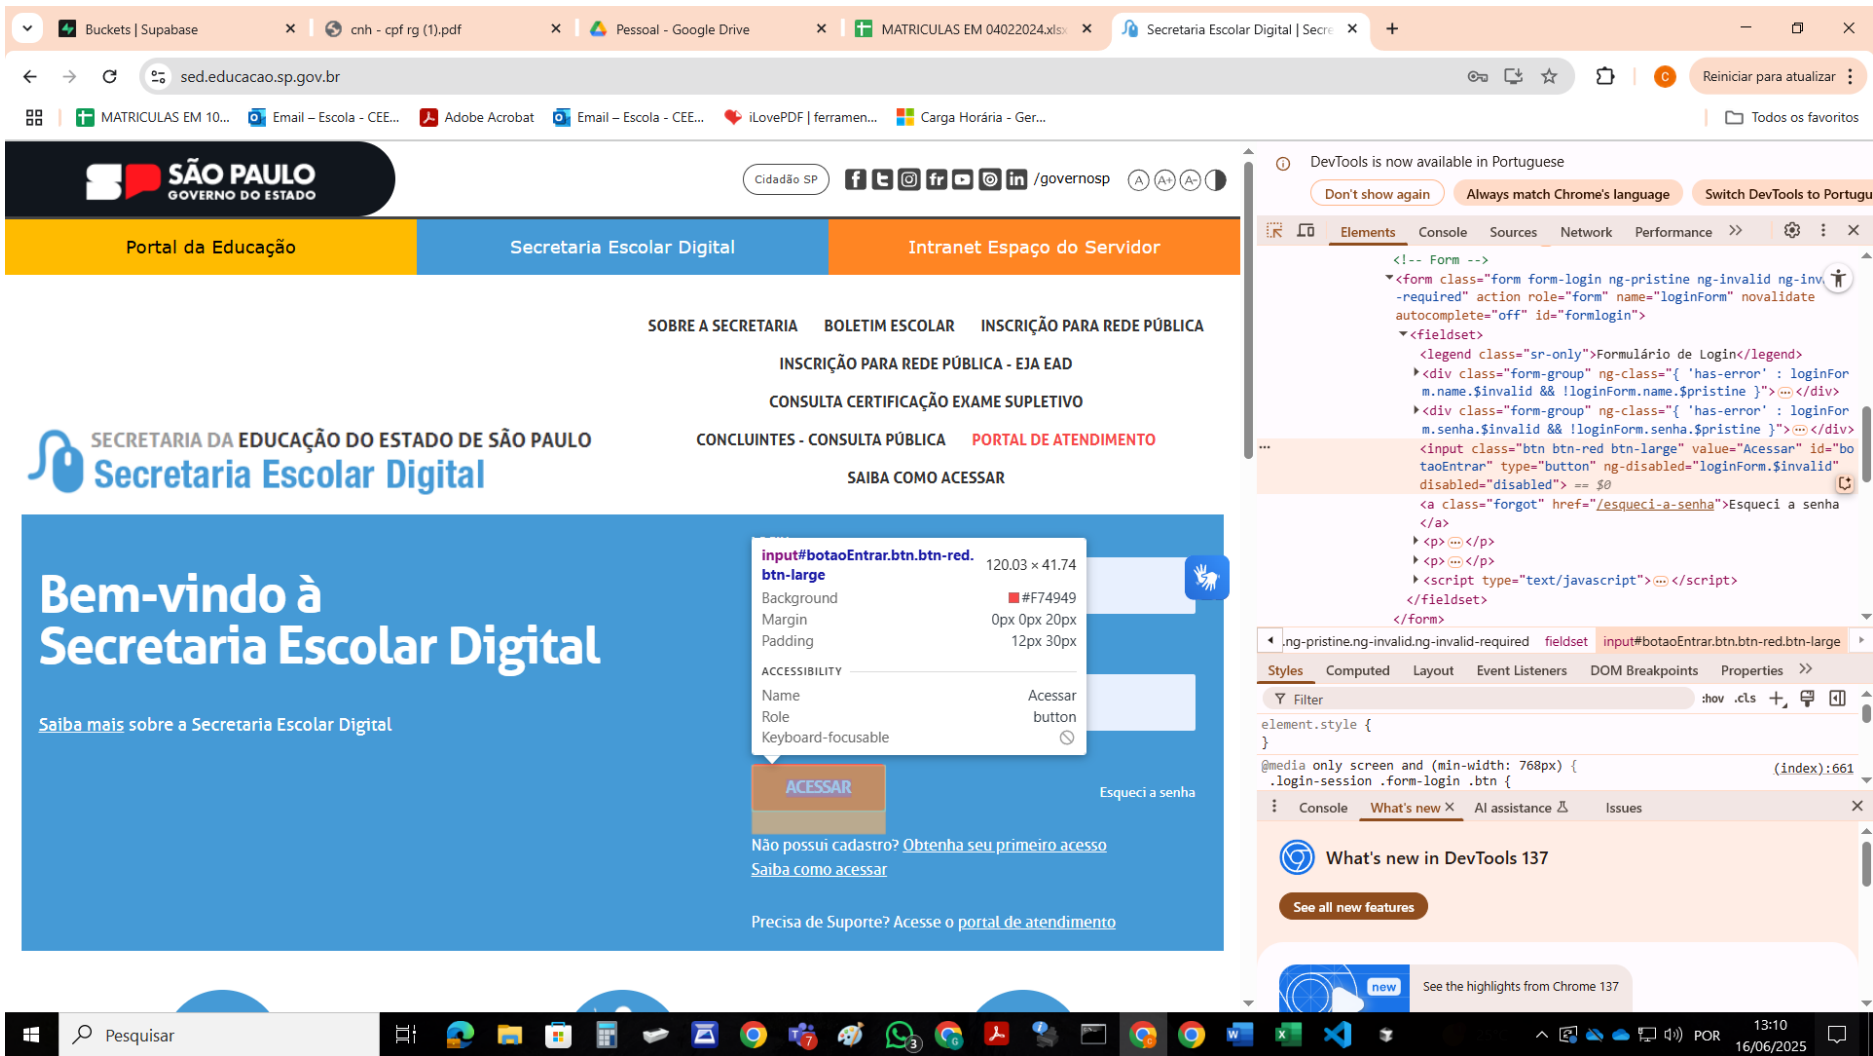 Buckets | Supabase
cnh - cpf rg (1).pdf
Pessoal - Google Drive
MATRICULAS EM 04022024.xlsx
Secretaria Escolar Digital | Secre
sed.educacao.sp.gov.br
C
Reiniciar para atualizar
MATRICULAS EM 10...
Email – Escola - CEE...
Adobe Acrobat
Email – Escola - CEE...
iLovePDF | ferramen...
Carga Horária - Ger...
Todos os favoritos
SÃO PAULO
GOVERNO DO ESTADO
Cidadão SP
/governosp
A A+ A-
Portal da Educação
Secretaria Escolar Digital
Intranet Espaço do Servidor
SOBRE A SECRETARIA
BOLETIM ESCOLAR
INSCRIÇÃO PARA REDE PÚBLICA
INSCRIÇÃO PARA REDE PÚBLICA - EJA EAD
CONSULTA CERTIFICAÇÃO EXAME SUPLETIVO
SECRETARIA DA EDUCAÇÃO DO ESTADO DE SÃO PAULO
Secretaria Escolar Digital
CONCLUINTES - CONSULTA PÚBLICA
PORTAL DE ATENDIMENTO
SAIBA COMO ACESSAR
Bem-vindo à
Secretaria Escolar Digital
Saiba mais sobre a Secretaria Escolar Digital
input#botaoEntrar.btn.btn-red.
btn-large
120.03 × 41.74
Background
#F74949
Margin
0px 0px 20px
Padding
12px 30px
ACCESSIBILITY
Name
Acessar
Role
button
Keyboard-focusable
ACESSAR
Esqueci a senha
Não possui cadastro? Obtenha seu primeiro acesso
Saiba como acessar
Precisa de Suporte? Acesse o portal de atendimento
DevTools is now available in Portuguese
Don't show again
Always match Chrome's language
Switch DevTools to Portugu
Elements
Console
Sources
Network
Performance
<!-- Form -->
<form class="form form-login ng-pristine ng-invalid ng-inv
-required" action role="form" name="loginForm" novalidate
autocomplete="off" id="formlogin">
<fieldset>
<legend class="sr-only">Formulário de Login</legend>
<div class="form-group" ng-class="{ 'has-error' : loginFor
m.name.$invalid && !loginForm.name.$pristine }">…</div>
<div class="form-group" ng-class="{ 'has-error' : loginFor
m.senha.$invalid && !loginForm.senha.$pristine }">…</div>
<input class="btn btn-red btn-large" value="Acessar" id="bo
taoEntrar" type="button" ng-disabled="loginForm.$invalid"
disabled="disabled"> == $0
<a class="forgot" href="/esqueci-a-senha">Esqueci a senha
</a>
<p>…</p>
<p>…</p>
<script type="text/javascript">…</script>
</fieldset>
</form>
.ng-pristine.ng-invalid.ng-invalid-required
fieldset
input#botaoEntrar.btn.btn-red.btn-large
Styles
Computed
Layout
Event Listeners
DOM Breakpoints
Properties
Filter
:hov
.cls
element.style {
}
@media only screen and (min-width: 768px) {
(index):661
.login-session .form-login .btn {
Console
What's new
AI assistance
Issues
What's new in DevTools 137
See all new features
new
See the highlights from Chrome 137
Pesquisar
7
3
POR
13:10
16/06/2025